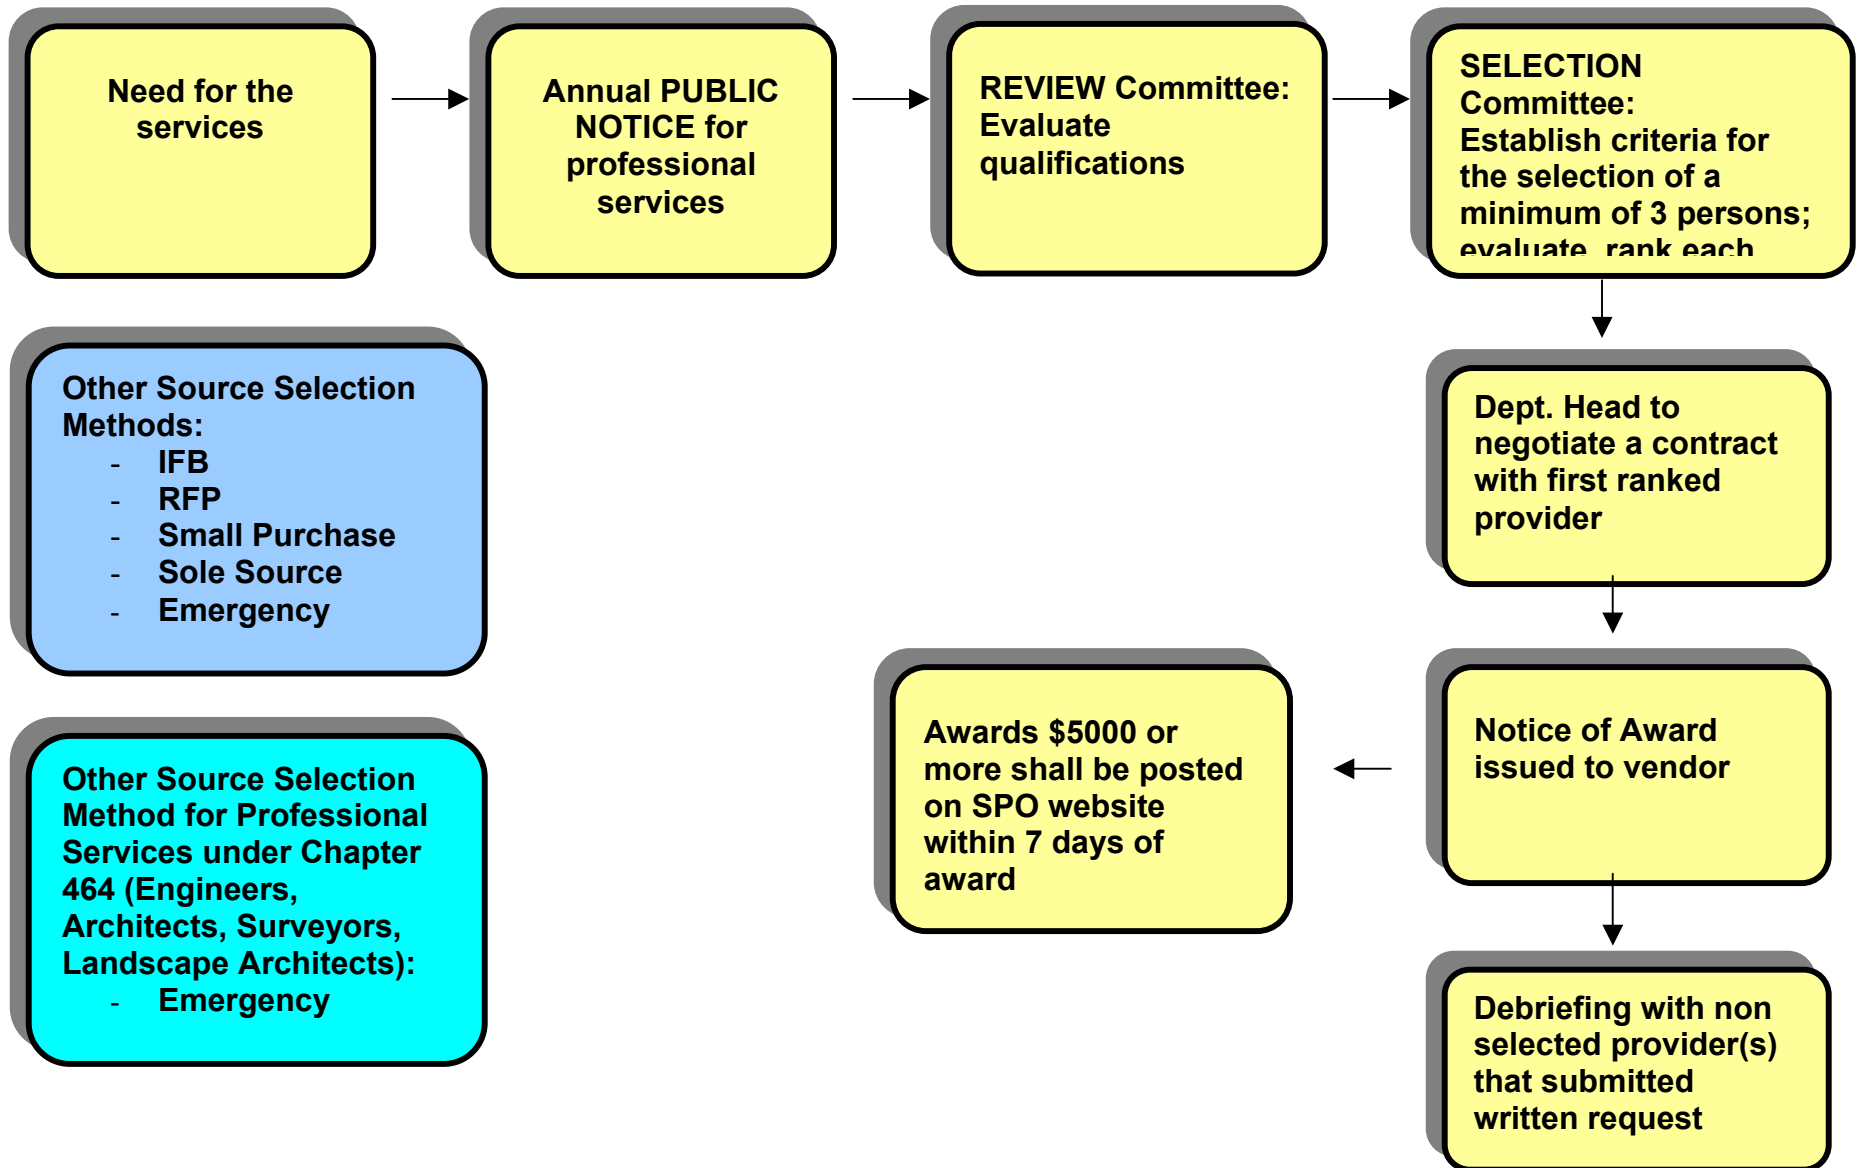 Need for the
services
Annual PUBLIC
NOTICE for
professional
services
REVIEW Committee:
Evaluate
qualifications
SELECTION
Committee:
Establish criteria for
the selection of a
minimum of 3 persons;
evaluate, rank each
Dept. Head to
negotiate a contract
with first ranked
provider
Notice of Award
issued to vendor
Awards $5000 or
more shall be posted
on SPO website
within 7 days of
award
Debriefing with non
selected provider(s)
that submitted
written request
Other Source Selection
Methods:
- IFB
- RFP
- Small Purchase
- Sole Source
- Emergency
Other Source Selection
Method for Professional
Services under Chapter
464 (Engineers,
Architects, Surveyors,
Landscape Architects):
- Emergency